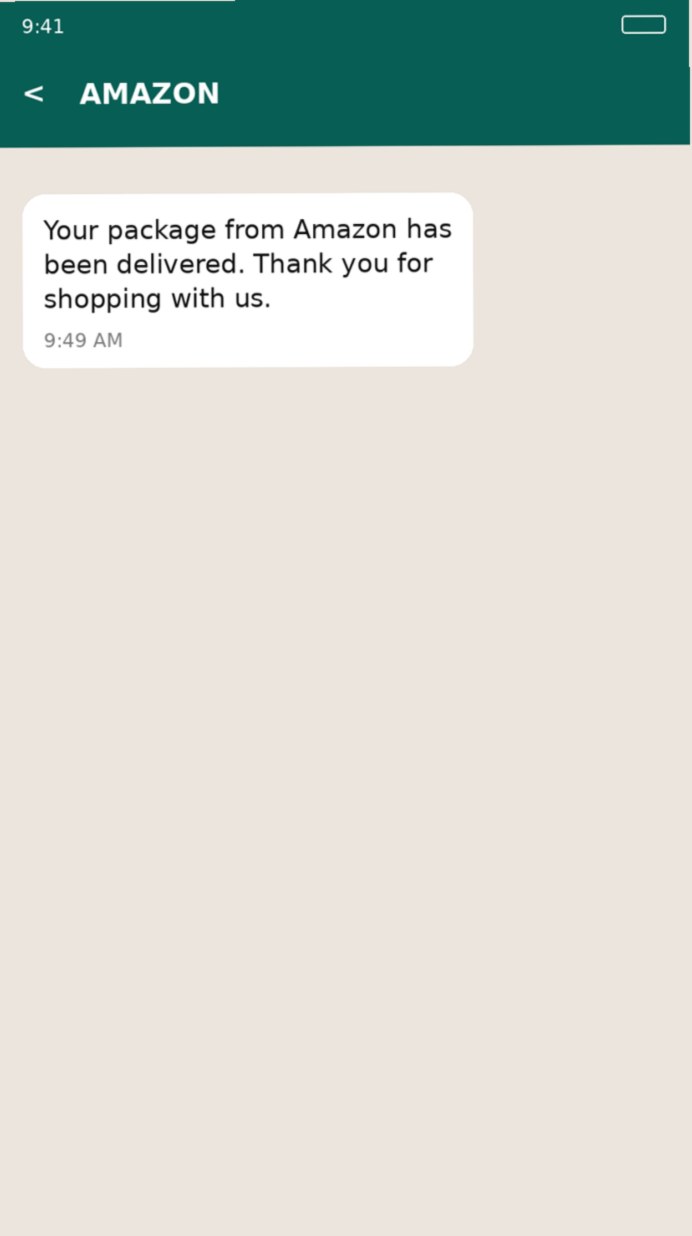 9:41
< AMAZON
Your package from Amazon has
been delivered. Thank you for
shopping with us.
9:49 AM